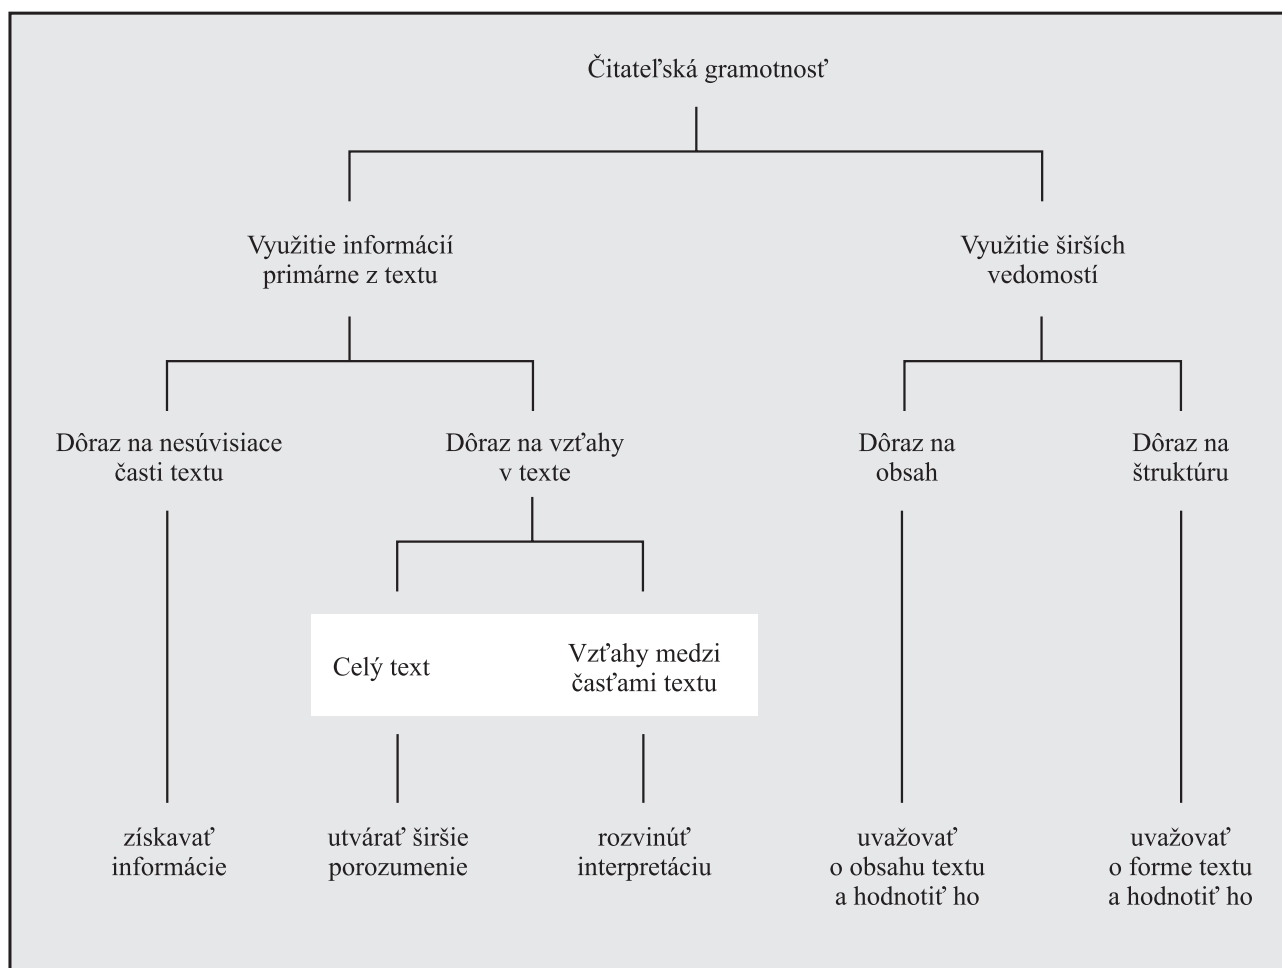 Čitateľská gramotnosť
Využitie informácií
primárne z textu
Využitie širších
vedomostí
Dôraz na nesúvisiace
časti textu
Dôraz na vzťahy
v texte
Dôraz na
obsah
Dôraz na
štruktúru
Celý text
Vzťahy medzi
časťami textu
získavať
informácie
utvárať širšie
porozumenie
rozvinúť
interpretáciu
uvažovať
o obsahu textu
a hodnotiť ho
uvažovať
o forme textu
a hodnotiť ho